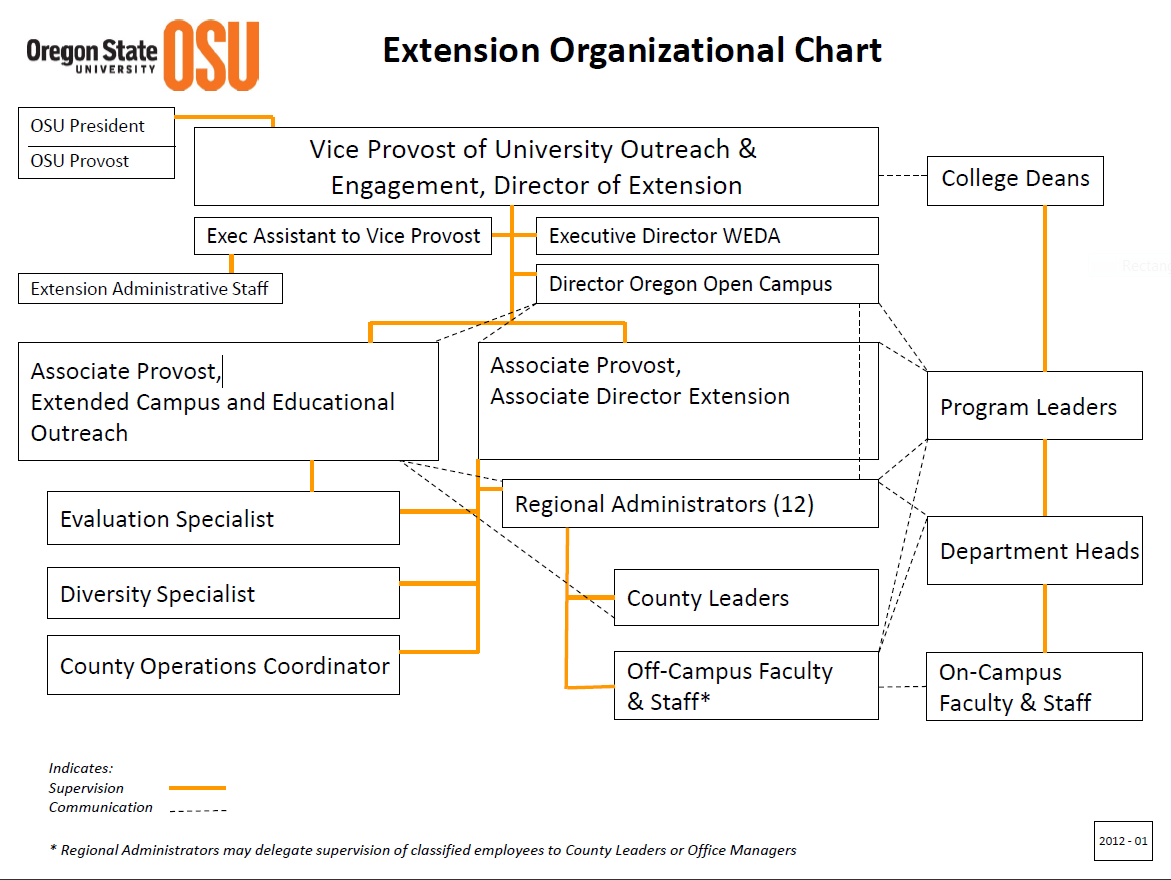 Oregon State
UNIVERSITY
OSU
Extension Organizational Chart
OSU President
OSU Provost
Vice Provost of University Outreach &
Engagement, Director of Extension
College Deans
Exec Assistant to Vice Provost
Executive Director WEDA
Rectang
Extension Administrative Staff
Director Oregon Open Campus
Associate Provost,
Extended Campus and Educational
Outreach
Associate Provost,
Associate Director Extension
Program Leaders
Evaluation Specialist
Regional Administrators (12)
Department Heads
Diversity Specialist
County Leaders
County Operations Coordinator
Off-Campus Faculty
& Staff*
On-Campus
Faculty & Staff
Indicates:
Supervision
Communication
* Regional Administrators may delegate supervision of classified employees to County Leaders or Office Managers
2012 - 01